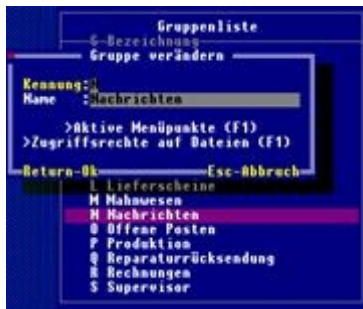 Gruppenliste
G Bezeichnung
Gruppe verändern
Kennung:
Name :Nachrichten
>Aktive Menüpunkte (F1)
>Zugriffsrechte auf Dateien (F1)
Return-Ok Esc-Abbruch
L Lieferscheine
M Mahnwesen
N Nachrichten
O Offene Posten
P Produktion
Q Reparaturrücksendung
R Rechnungen
S Supervisor